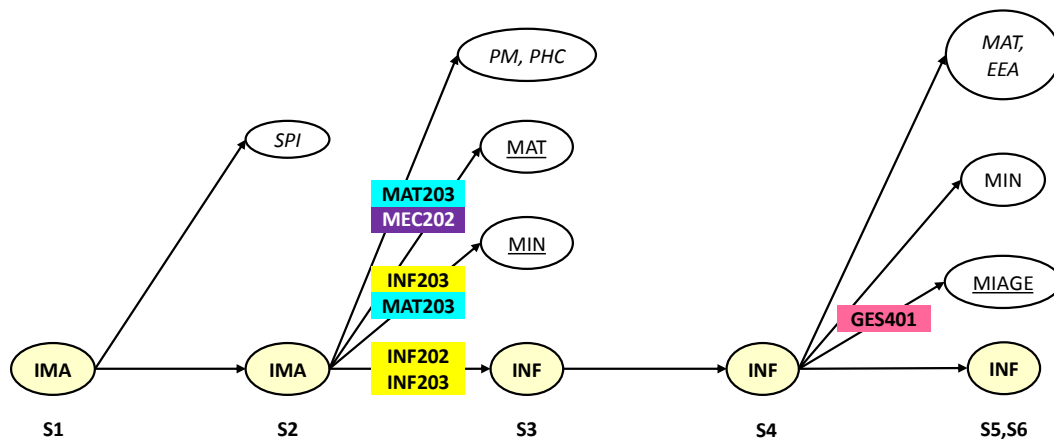 PM, PHC
MAT,
EEA
SPI
MAT
MAT203
MEC202
MIN
MIN
INF203
MAT203
MIAGE
GES401
IMA
IMA
INF202
INF203
INF
INF
INF
S1
S2
S3
S4
S5,S6